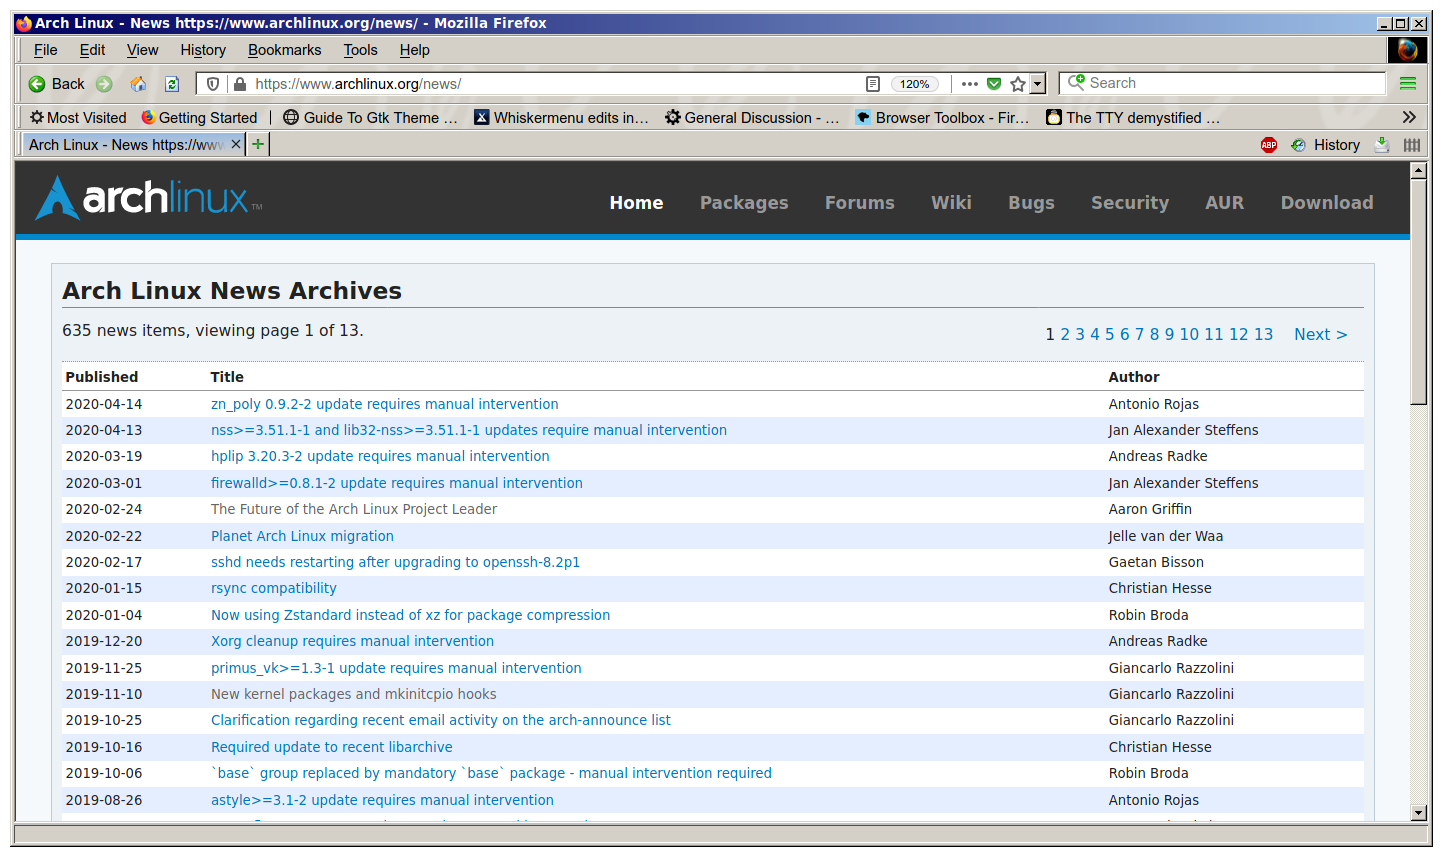 Arch Linux - News https://www.archlinux.org/news/ - Mozilla Firefox
File Edit View History Bookmarks Tools Help
Back https://www.archlinux.org/news/ 120% Search
Most Visited Getting Started Guide To Gtk Theme ... Whiskermenu edits in... General Discussion - ... Browser Toolbox - Fir... The TTY demystified ...
Arch Linux - News https://www ABP History
archlinux TM Home Packages Forums Wiki Bugs Security AUR Download
Arch Linux News Archives
635 news items, viewing page 1 of 13. 1 2 3 4 5 6 7 8 9 10 11 12 13 Next >
Published Title Author
2020-04-14 zn_poly 0.9.2-2 update requires manual intervention Antonio Rojas
2020-04-13 nss>=3.51.1-1 and lib32-nss>=3.51.1-1 updates require manual intervention Jan Alexander Steffens
2020-03-19 hplip 3.20.3-2 update requires manual intervention Andreas Radke
2020-03-01 firewalld>=0.8.1-2 update requires manual intervention Jan Alexander Steffens
2020-02-24 The Future of the Arch Linux Project Leader Aaron Griffin
2020-02-22 Planet Arch Linux migration Jelle van der Waa
2020-02-17 sshd needs restarting after upgrading to openssh-8.2p1 Gaetan Bisson
2020-01-15 rsync compatibility Christian Hesse
2020-01-04 Now using Zstandard instead of xz for package compression Robin Broda
2019-12-20 Xorg cleanup requires manual intervention Andreas Radke
2019-11-25 primus_vk>=1.3-1 update requires manual intervention Giancarlo Razzolini
2019-11-10 New kernel packages and mkinitcpio hooks Giancarlo Razzolini
2019-10-25 Clarification regarding recent email activity on the arch-announce list Giancarlo Razzolini
2019-10-16 Required update to recent libarchive Christian Hesse
2019-10-06 `base` group replaced by mandatory `base` package - manual intervention required Robin Broda
2019-08-26 astyle>=3.1-2 update requires manual intervention Antonio Rojas